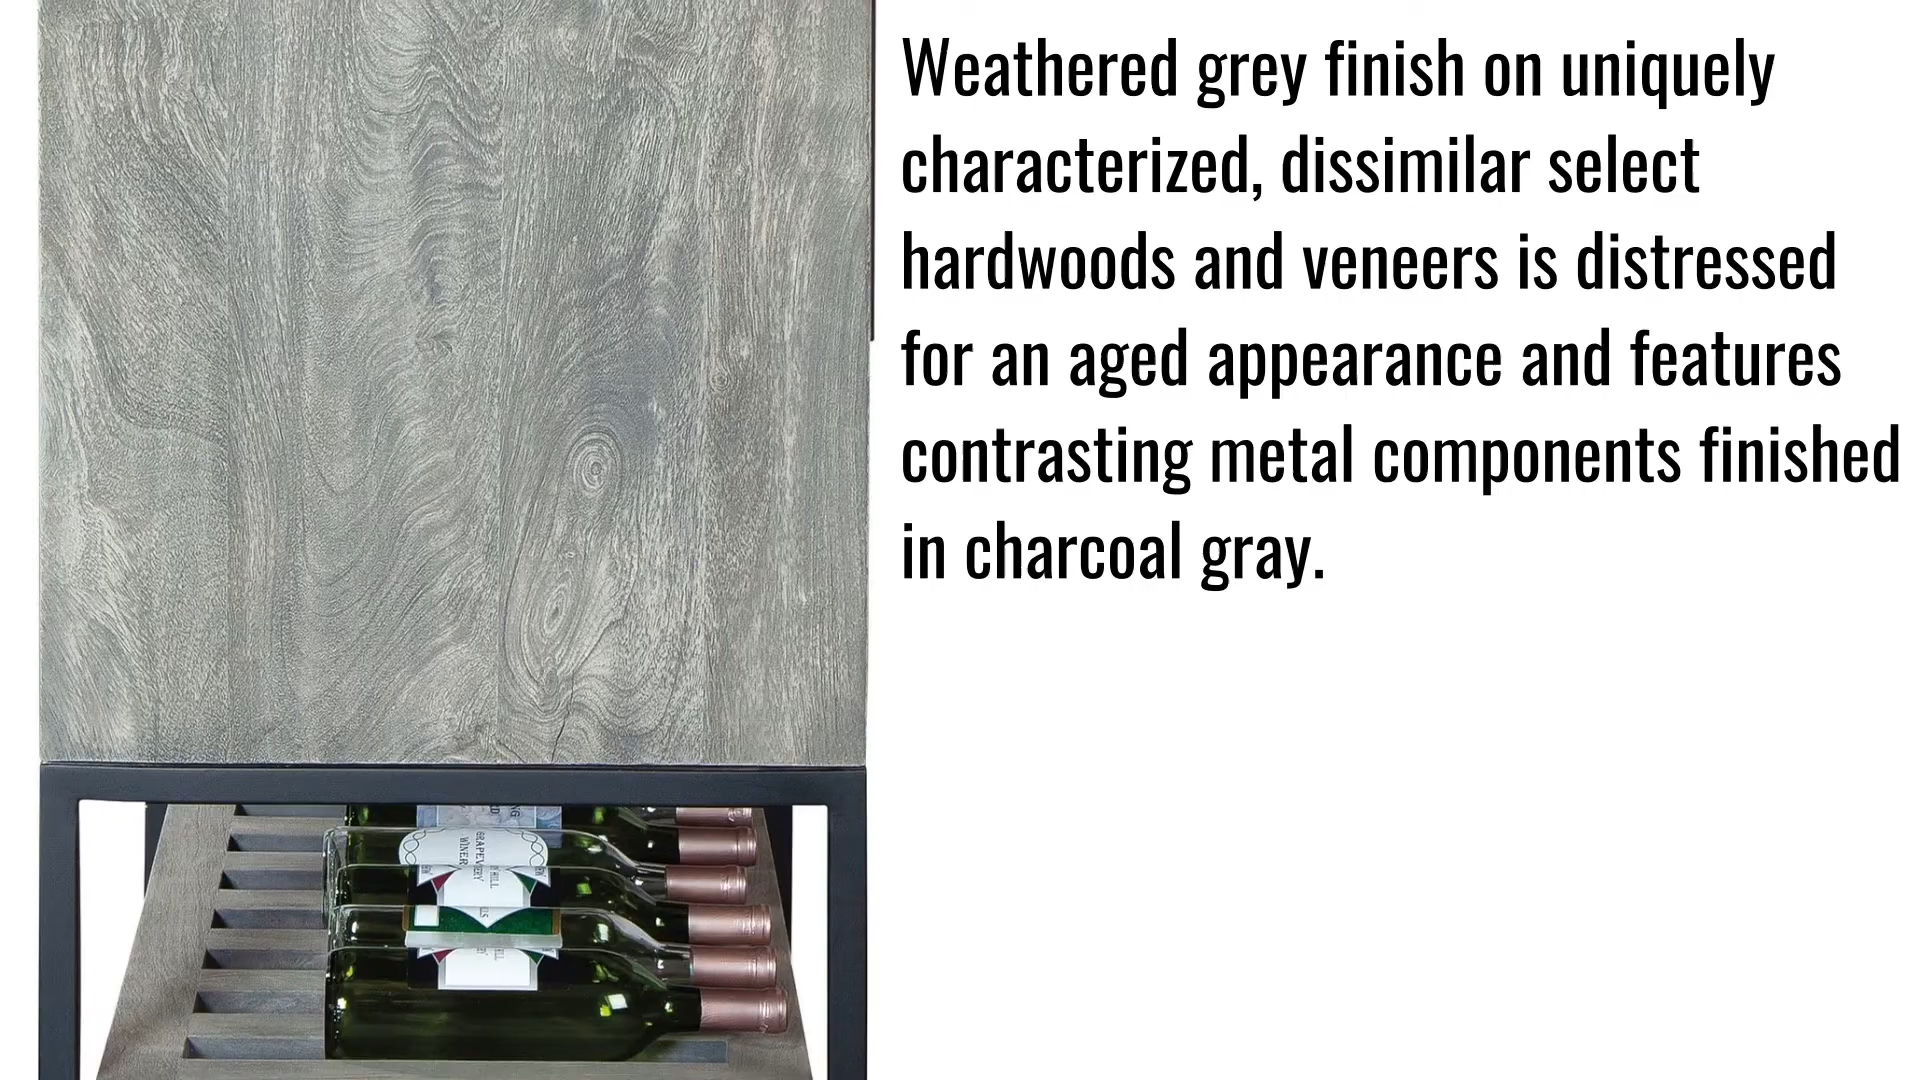 Weathered grey finish on uniquely
characterized, dissimilar select
hardwoods and veneers is distressed
for an aged appearance and features
contrasting metal components finished
in charcoal gray.